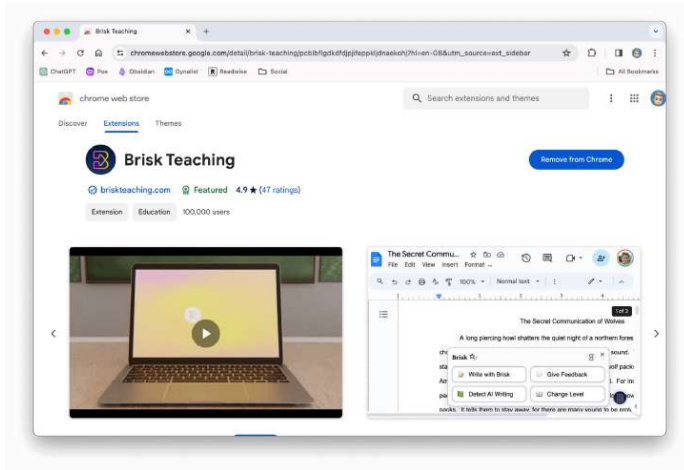 Brisk Teaching
chromewebstore.google.com/detail/brisk-teaching/pcblbflgdkdfdjpjifeppkljdnaekohj?hl=en-GB&utm_source=ext_sidebar
ChatGPT Poe Obsidian Dynalist Readwise Social All Bookmarks
chrome web store
Search extensions and themes
Discover Extensions Themes
Brisk Teaching
Remove from Chrome
briskteaching.com Featured 4.9 ★ (47 ratings)
Extension Education 100,000 users
The Secret Commu...
File Edit View Insert Format ...
100% Normal text
1 of 3
The Secret Communication of Wolves
A long piercing howl shatters the quiet night of a northern fores
sound.
Brisk
Write with Brisk Give Feedback
Detect AI Writing Change Level
packs. It tells them to stay away, for there are many young to be